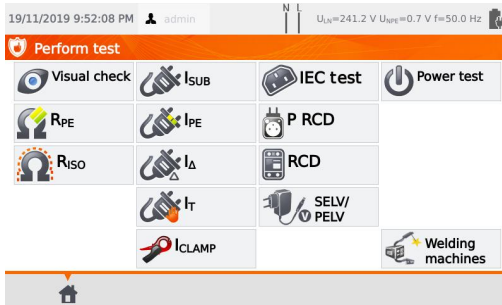 19/11/2019 9:52:08 PM admin N L ULN=241.2 V UNPE=0.7 V f=50.0 Hz
Perform test
Visual check ISUB IEC test Power test
RPE IPE P RCD
RISO I∆ RCD
IT SELV/
PELV
ICLAMP Welding
machines